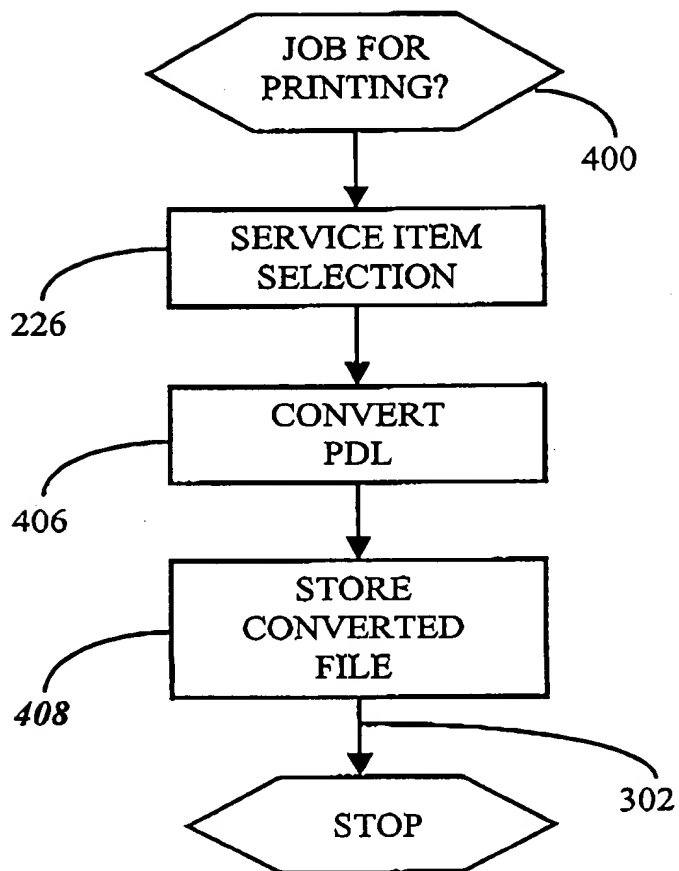 JOB FOR
PRINTING?
400
SERVICE ITEM
SELECTION
226
CONVERT
PDL
406
STORE
CONVERTED
FILE
408
302
STOP